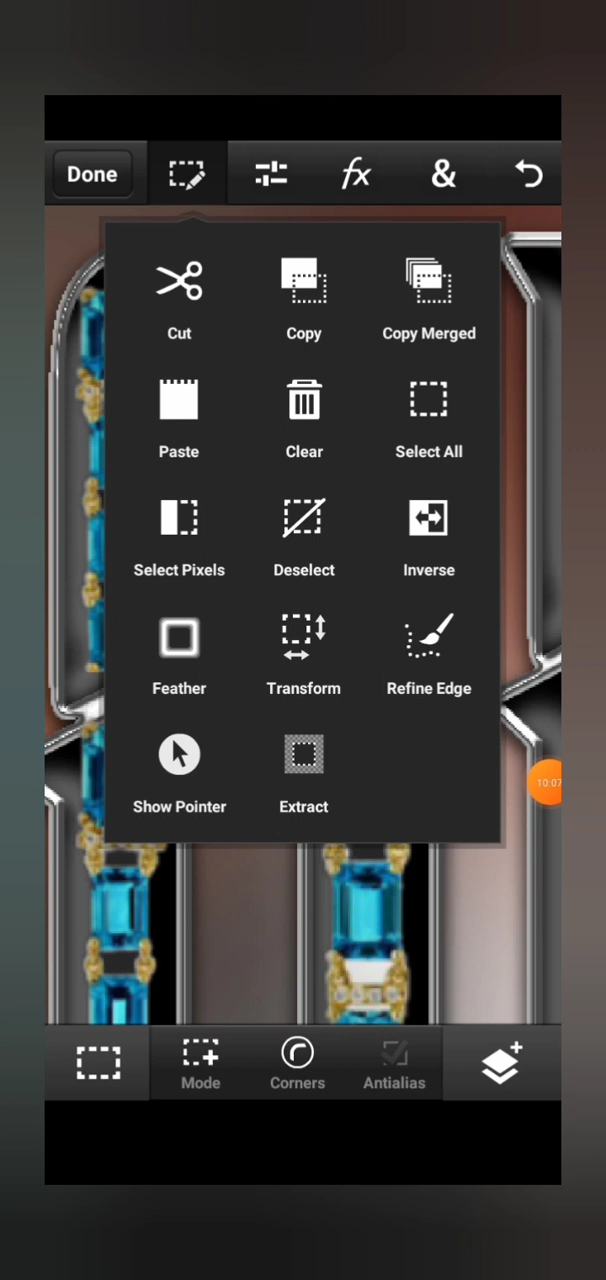 Done
fx
&
Cut
Copy
Copy Merged
Paste
Clear
Select All
Select Pixels
Deselect
Inverse
Feather
Transform
Refine Edge
Show Pointer
Extract
10:07
Mode
Corners
Antialias